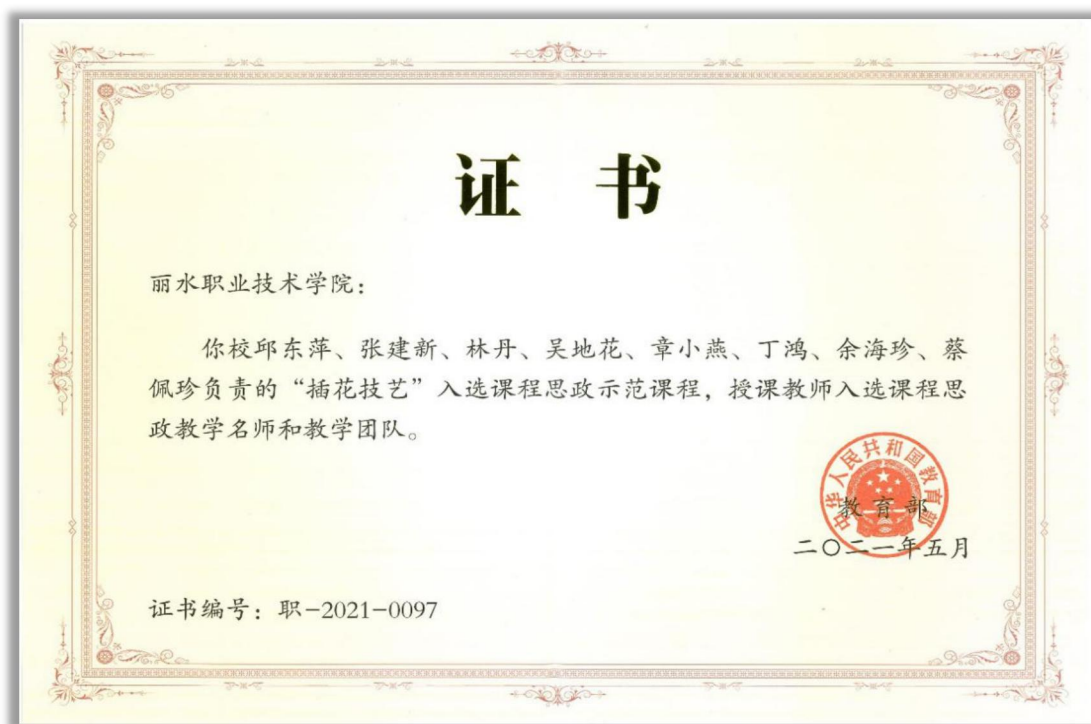 证 书
丽水职业技术学院：
你校邱东萍、张建新、林丹、吴地花、章小燕、丁鸿、余海珍、蔡
佩珍负责的“插花技艺”入选课程思政示范课程，授课教师入选课程思
政教学名师和教学团队。
中华人民共和国教育部
教育部
二〇二一年五月
证书编号：职-2021-0097